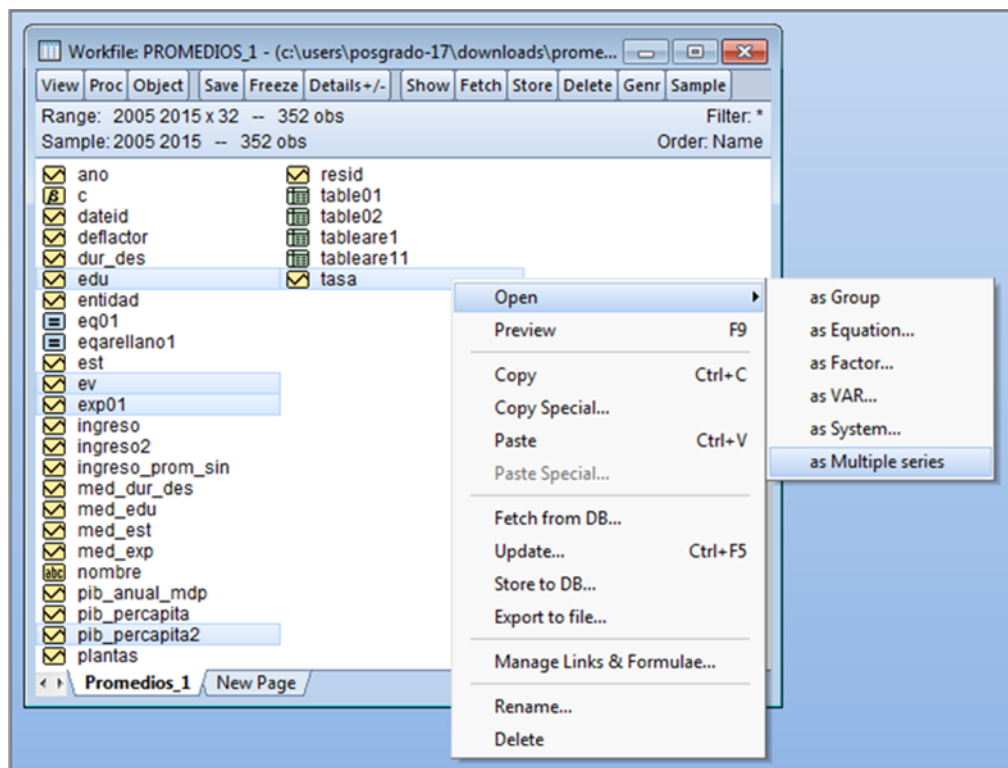 Workfile: PROMEDIOS_1 - (c:\users\posgrado-17\downloads\prome...
View Proc Object Save Freeze Details+/- Show Fetch Store Delete Genr Sample
Range: 2005 2015 x 32 -- 352 obs Filter: *
Sample: 2005 2015 -- 352 obs Order: Name
ano
c
dateid
deflactor
dur_des
edu
entidad
eq01
eqarellano1
est
ev
exp01
ingreso
ingreso2
ingreso_prom_sin
med_dur_des
med_edu
med_est
med_exp
nombre
pib_anual_mdp
pib_percapita
pib_percapita2
plantas
resid
table01
table02
tableare1
tableare11
tasa
Promedios_1 New Page
Open
Preview F9
Copy Ctrl+C
Copy Special...
Paste Ctrl+V
Paste Special...
Fetch from DB...
Update... Ctrl+F5
Store to DB...
Export to file...
Manage Links & Formulae...
Rename...
Delete
as Group
as Equation...
as Factor...
as VAR...
as System...
as Multiple series